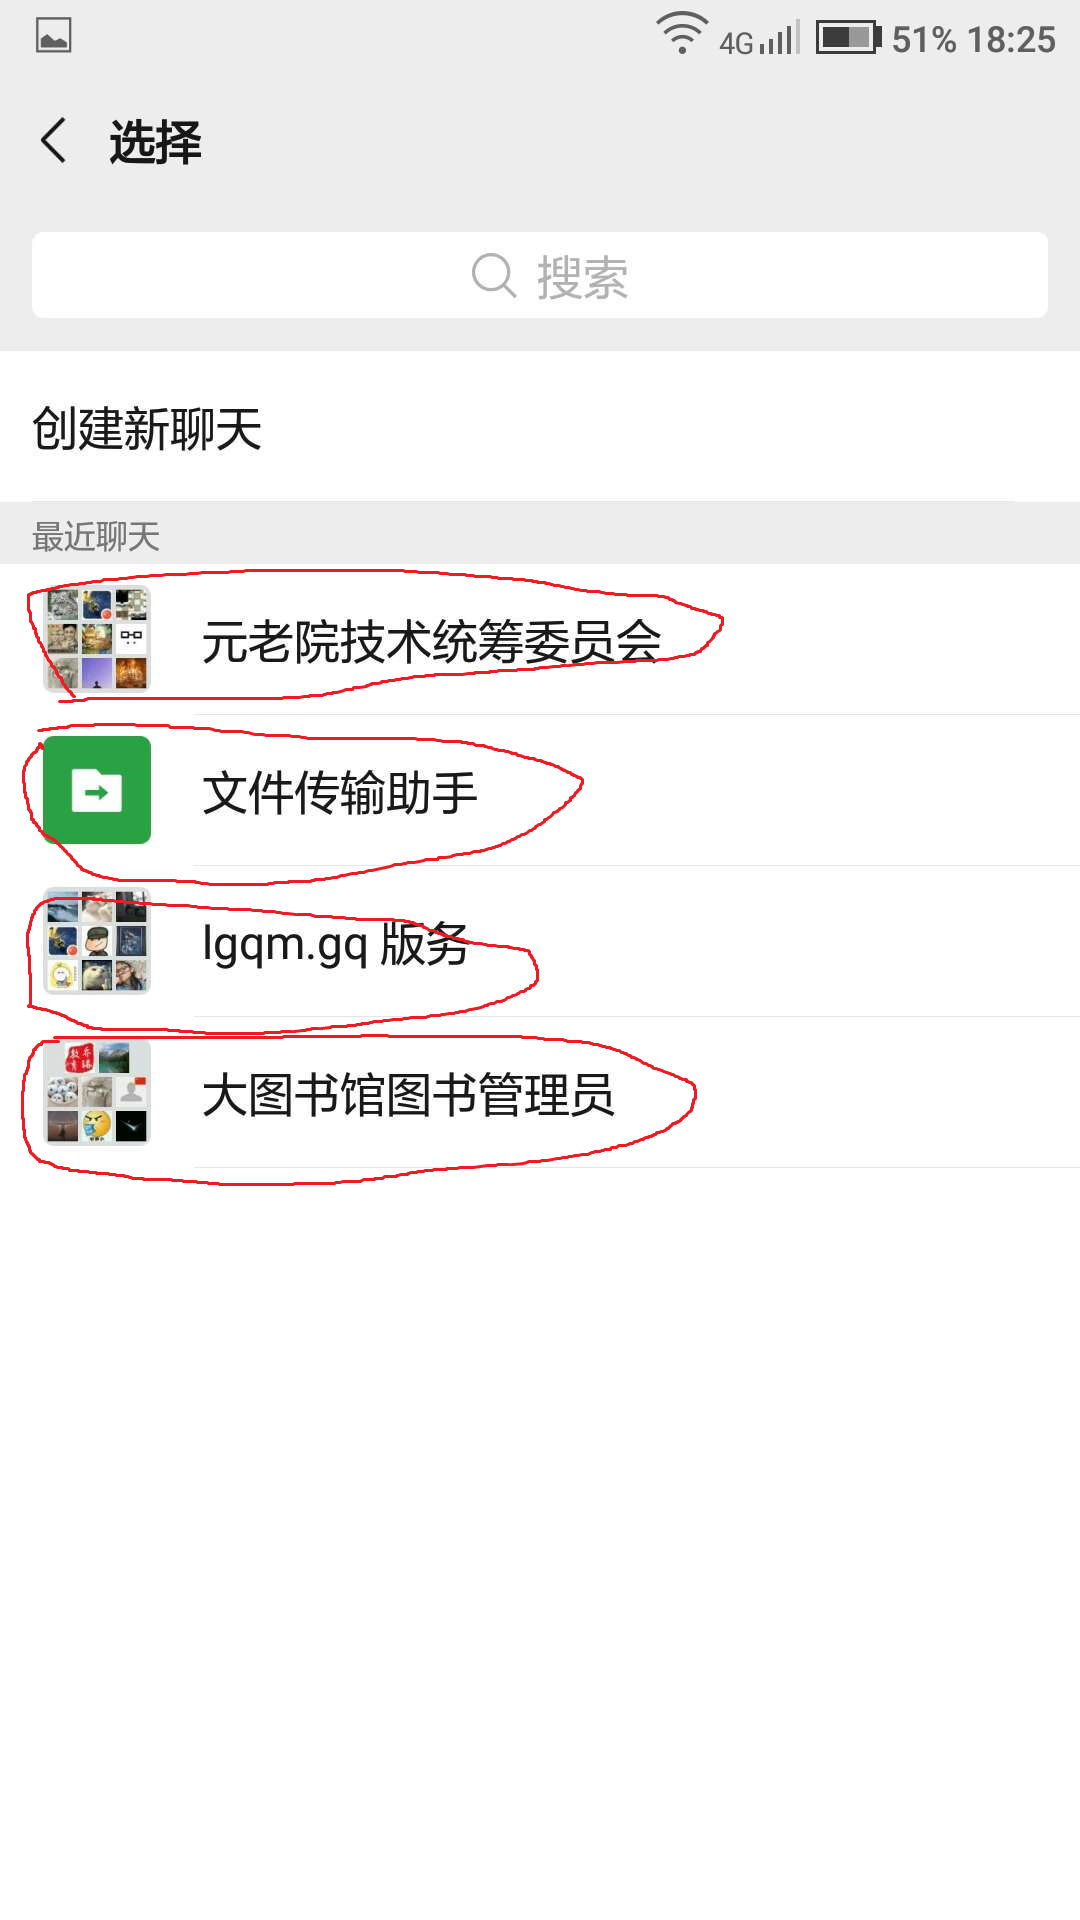 4G 51% 18:25
选择
搜索
创建新聊天
最近聊天
元老院技术统筹委员会
文件传输助手
lgqm.gq 版务
大图书馆图书管理员